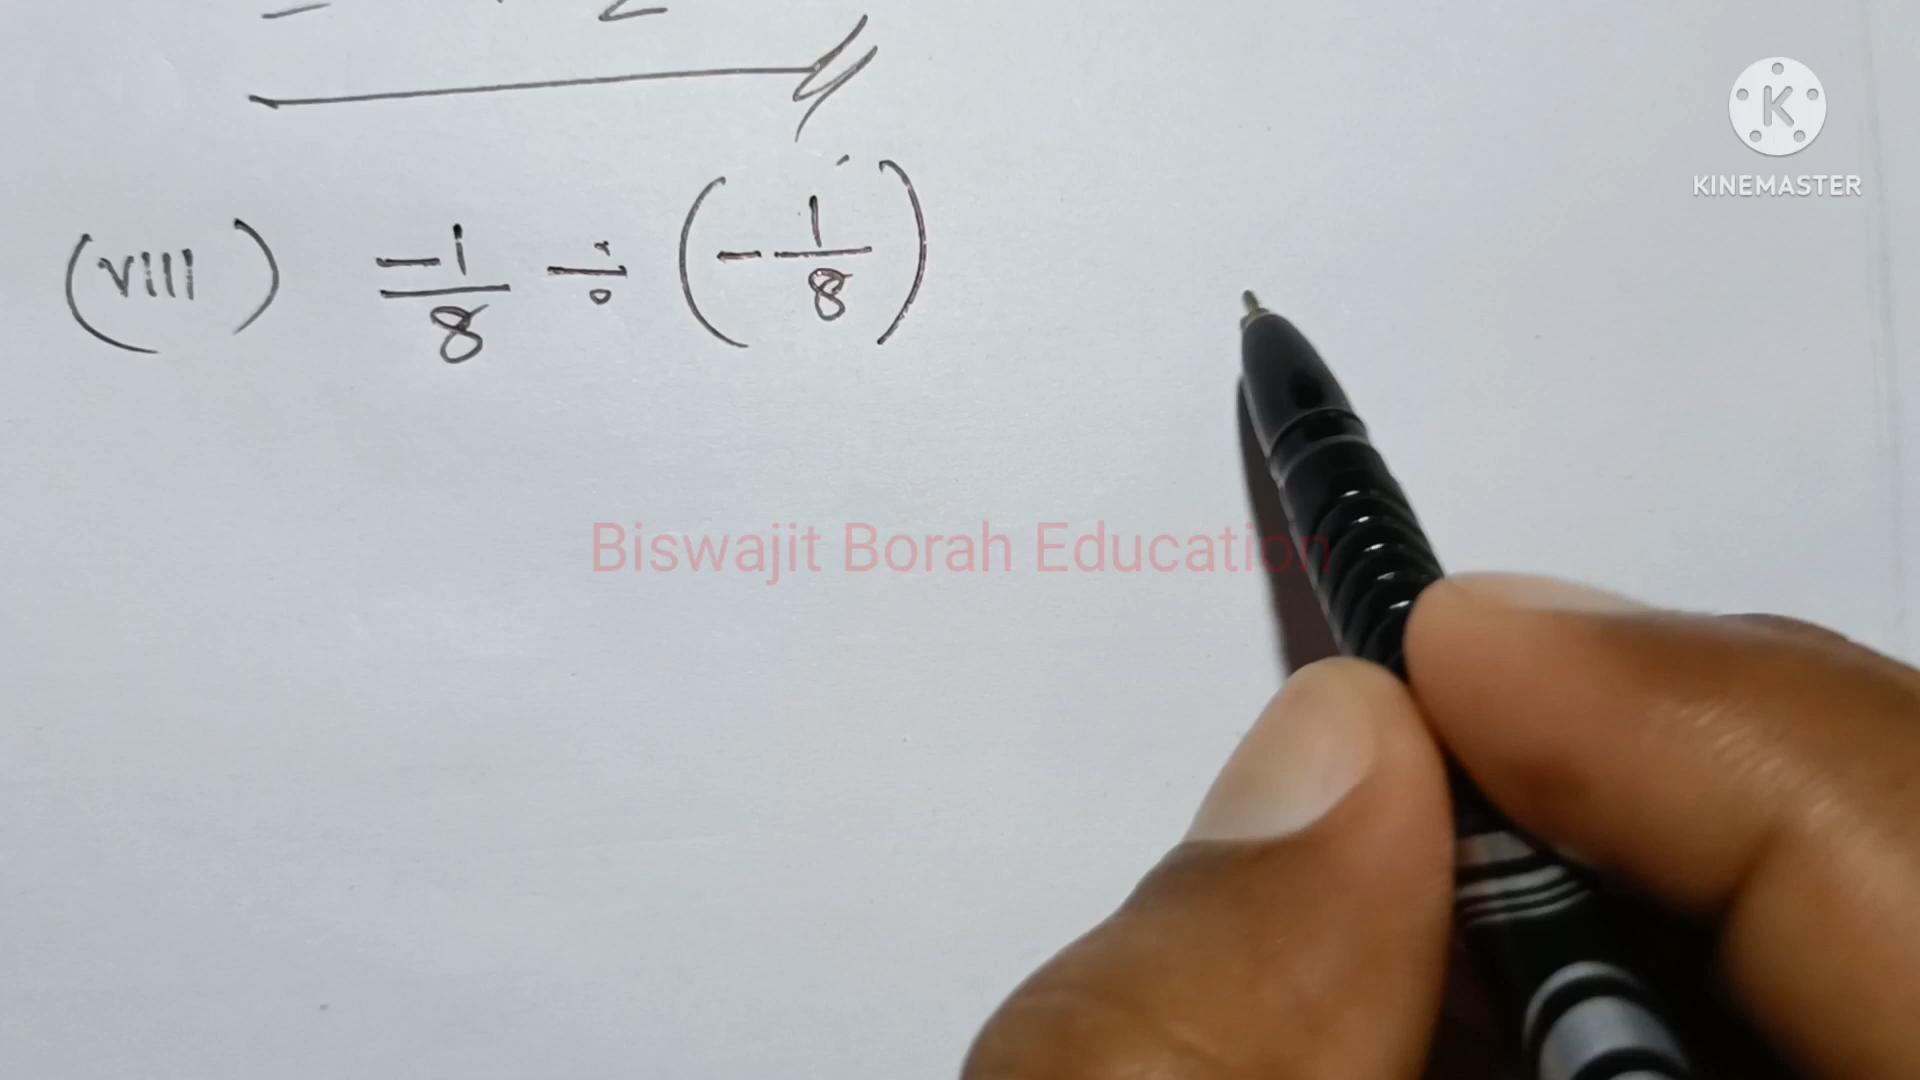 KINEMASTER
(VIII) -1/8 ÷ (-1/8)
Biswajit Borah Education